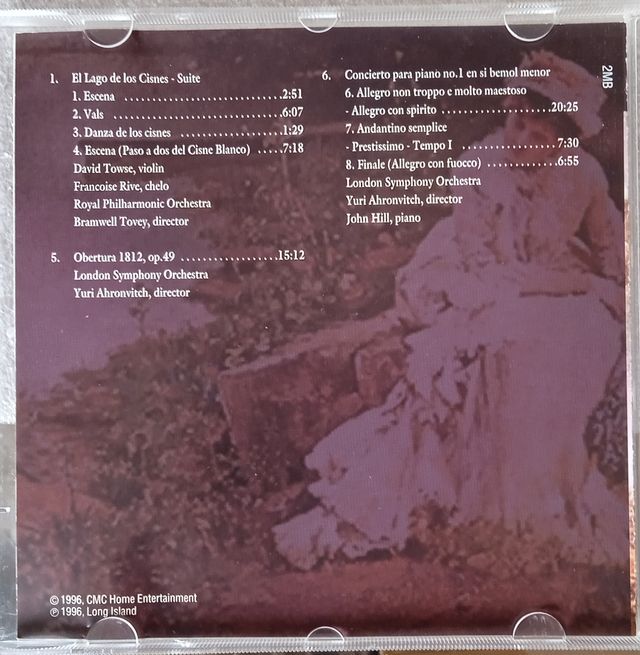 1. El Lago de los Cisnes - Suite
1. Escena ............................2:51
2. Vals ..............................6:07
3. Danza de los cisnes ..................1:29
4. Escena (Paso a dos del Cisne Blanco) .....7:18
David Towse, violin
Francoise Rive, chelo
Royal Philharmonic Orchestra
Bramwell Tovey, director
5. Obertura 1812, op.49 .................15:12
London Symphony Orchestra
Yuri Ahronvitch, director
6. Concierto para piano no.1 en si bemol menor
6. Allegro non troppo e molto maestoso
- Allegro con spirito ...................20:25
7. Andantino semplice
- Prestissimo - Tempo I ................7:30
8. Finale (Allegro con fuocco) ............6:55
London Symphony Orchestra
Yuri Ahronvitch, director
John Hill, piano
2MB
© 1996, CMC Home Entertainment
℗ 1996, Long Island